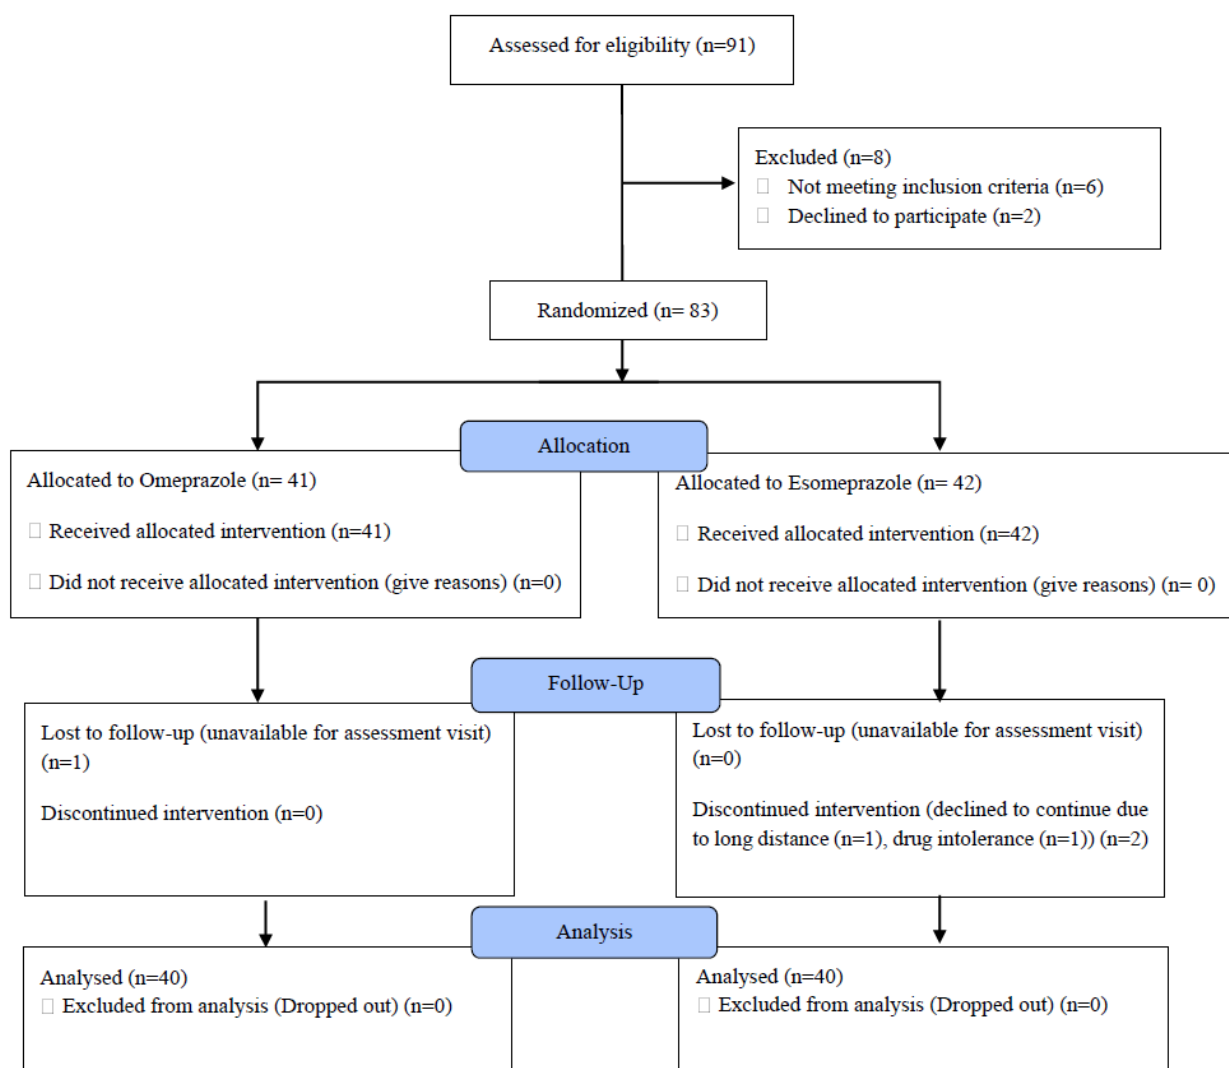 Assessed for eligibility (n=91)
Excluded (n=8)
Not meeting inclusion criteria (n=6)
Declined to participate (n=2)
Randomized (n= 83)
Allocation
Allocated to Omeprazole (n= 41)
Received allocated intervention (n=41)
Did not receive allocated intervention (give reasons) (n=0)
Allocated to Esomeprazole (n= 42)
Received allocated intervention (n=42)
Did not receive allocated intervention (give reasons) (n= 0)
Follow-Up
Lost to follow-up (unavailable for assessment visit)
(n=1)
Discontinued intervention (n=0)
Lost to follow-up (unavailable for assessment visit)
(n=0)
Discontinued intervention (declined to continue due
to long distance (n=1), drug intolerance (n=1)) (n=2)
Analysis
Analysed (n=40)
Excluded from analysis (Dropped out) (n=0)
Analysed (n=40)
Excluded from analysis (Dropped out) (n=0)